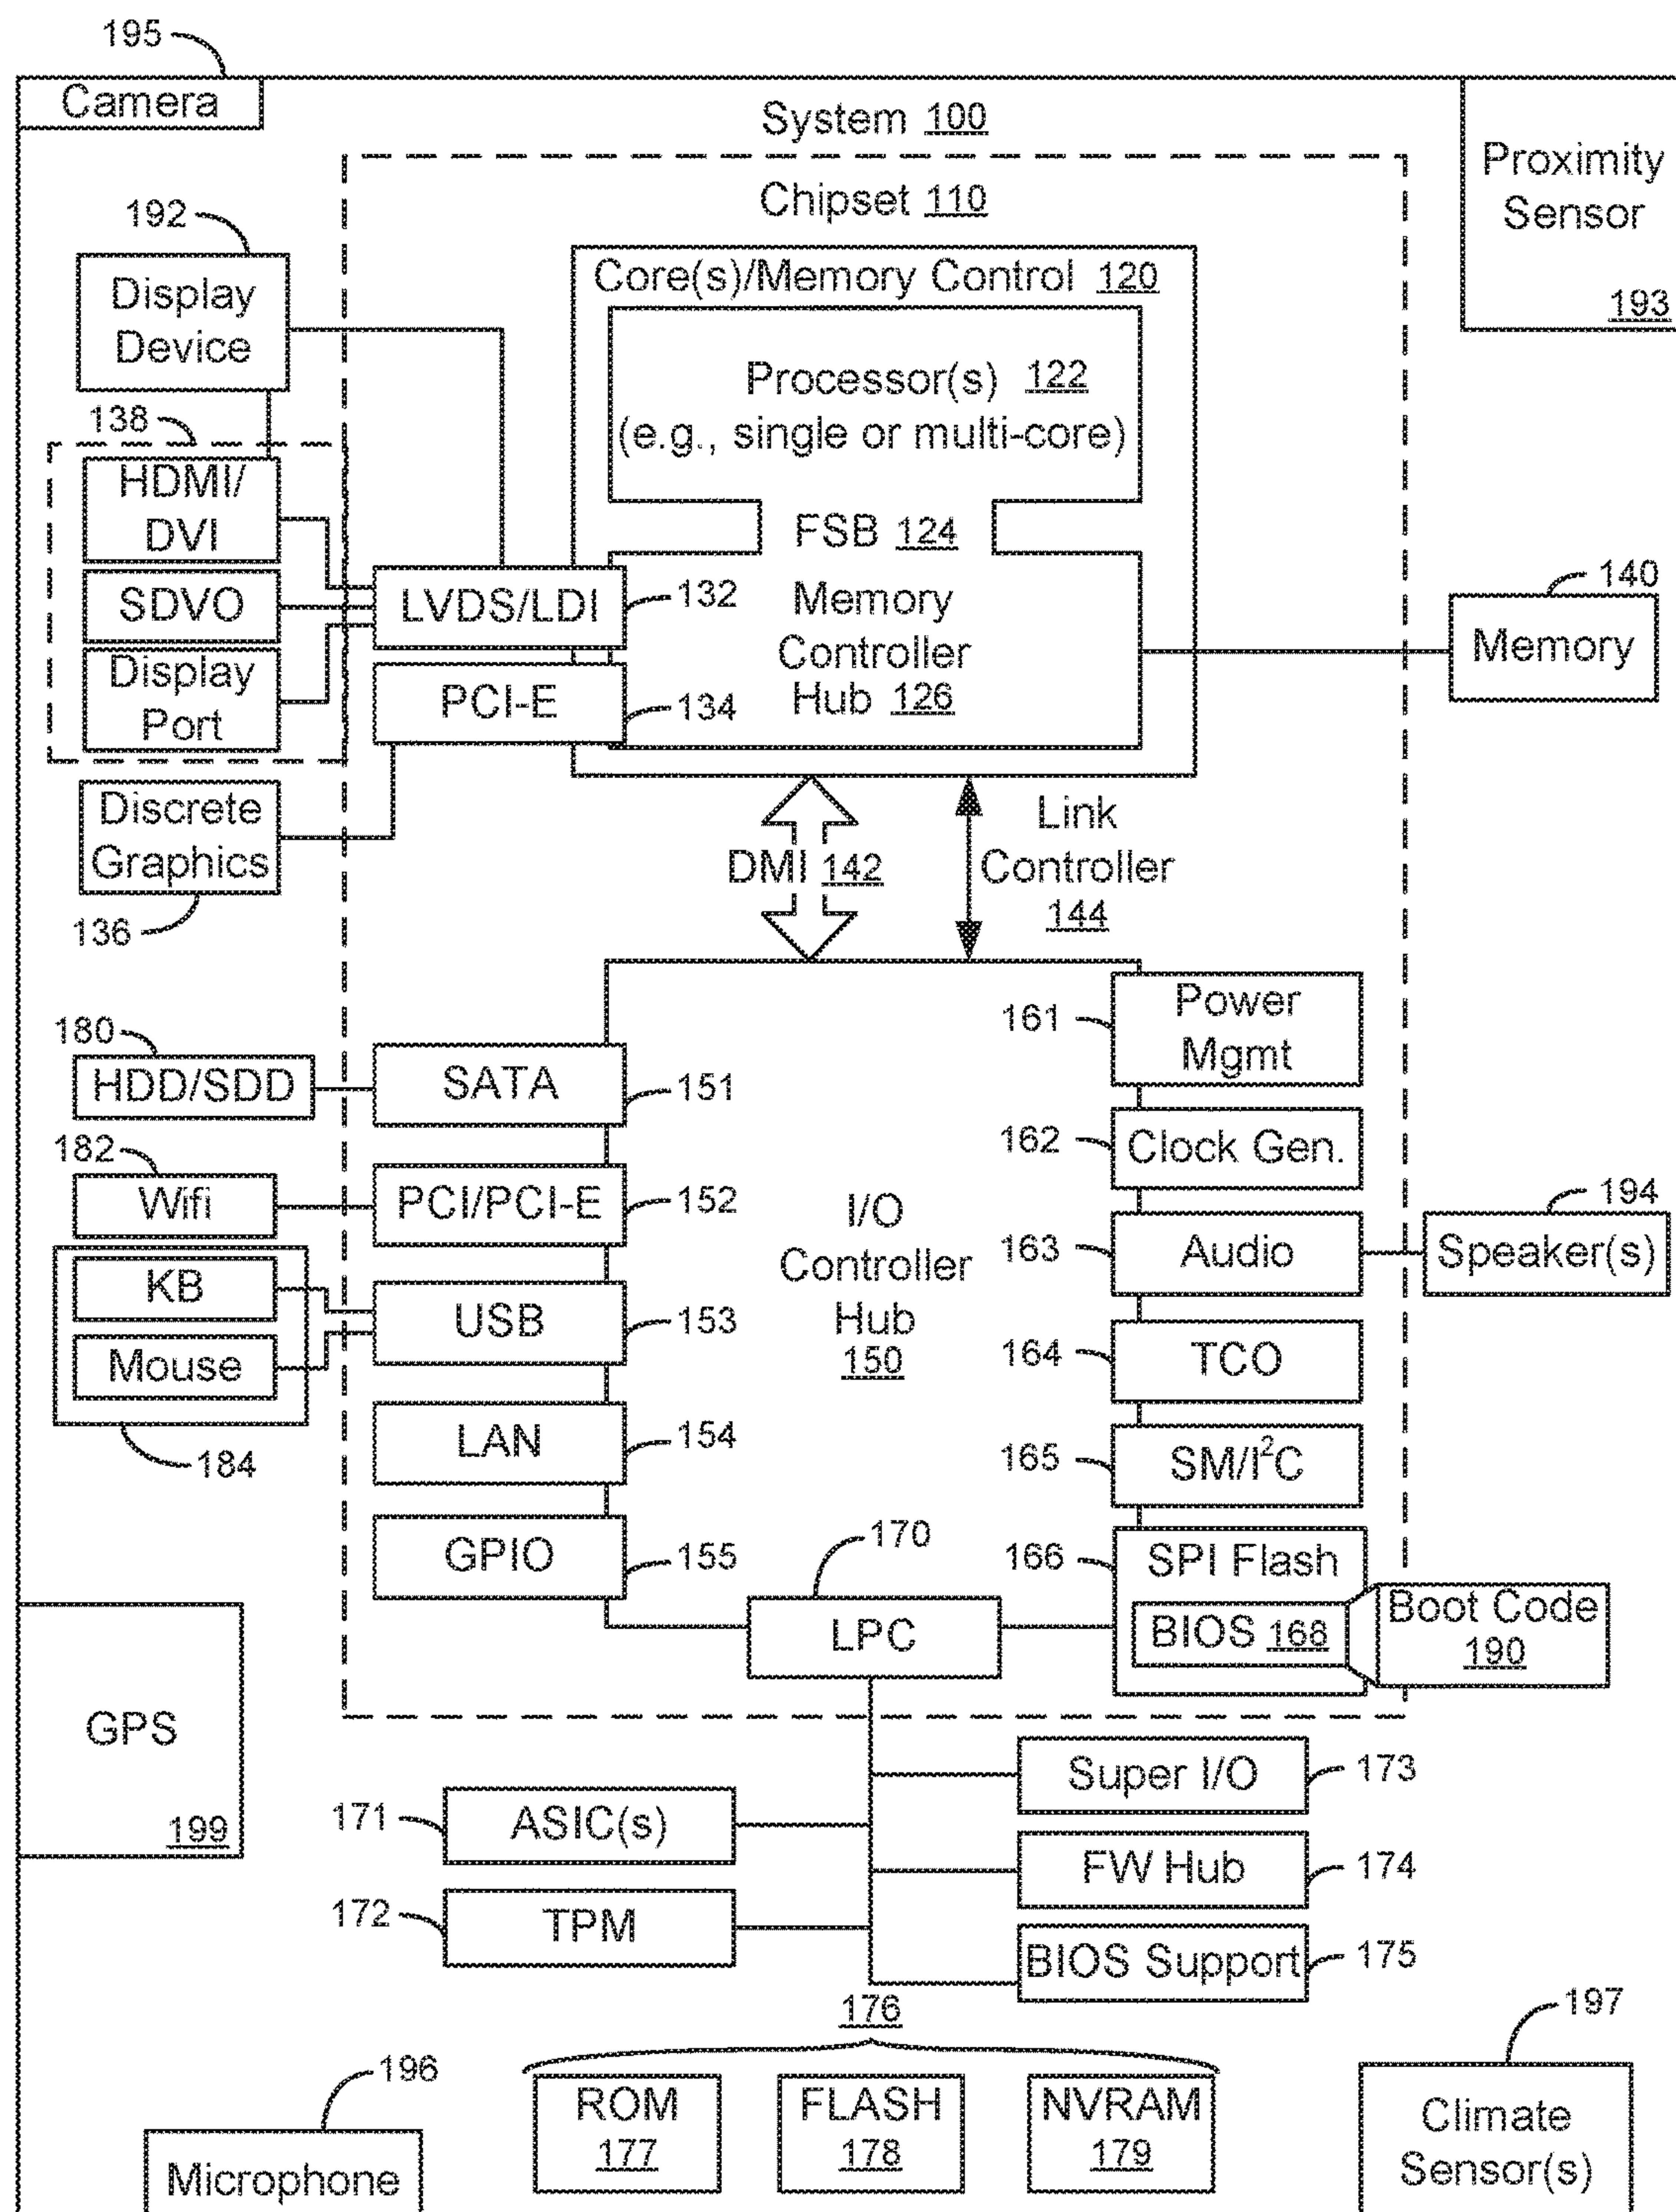 195
Camera
System 100
Proximity
Sensor
193
Chipset 110
192
Display
Device
Core(s)/Memory Control 120
Processor(s) 122
(e.g., single or multi-core)
138
HDMI/
DVI
SDVO
Display
Port
FSB 124
Memory
Controller
Hub 126
LVDS/LDI
132
PCI-E
134
140
Memory
Discrete
Graphics
136
DMI 142
Link
Controller
144
180
HDD/SDD
SATA
151
161
Power
Mgmt
182
Wifi
PCI/PCI-E
152
162
Clock Gen.
I/O
Controller
Hub
150
163
Audio
194
Speaker(s)
KB
Mouse
184
USB
153
164
TCO
LAN
154
165
SM/I²C
GPIO
155
170
LPC
166
SPI Flash
BIOS 168
Boot Code
190
GPS
199
171
ASIC(s)
172
TPM
Super I/O
173
FW Hub
174
BIOS Support
175
176
ROM
177
FLASH
178
NVRAM
179
196
Microphone
197
Climate
Sensor(s)